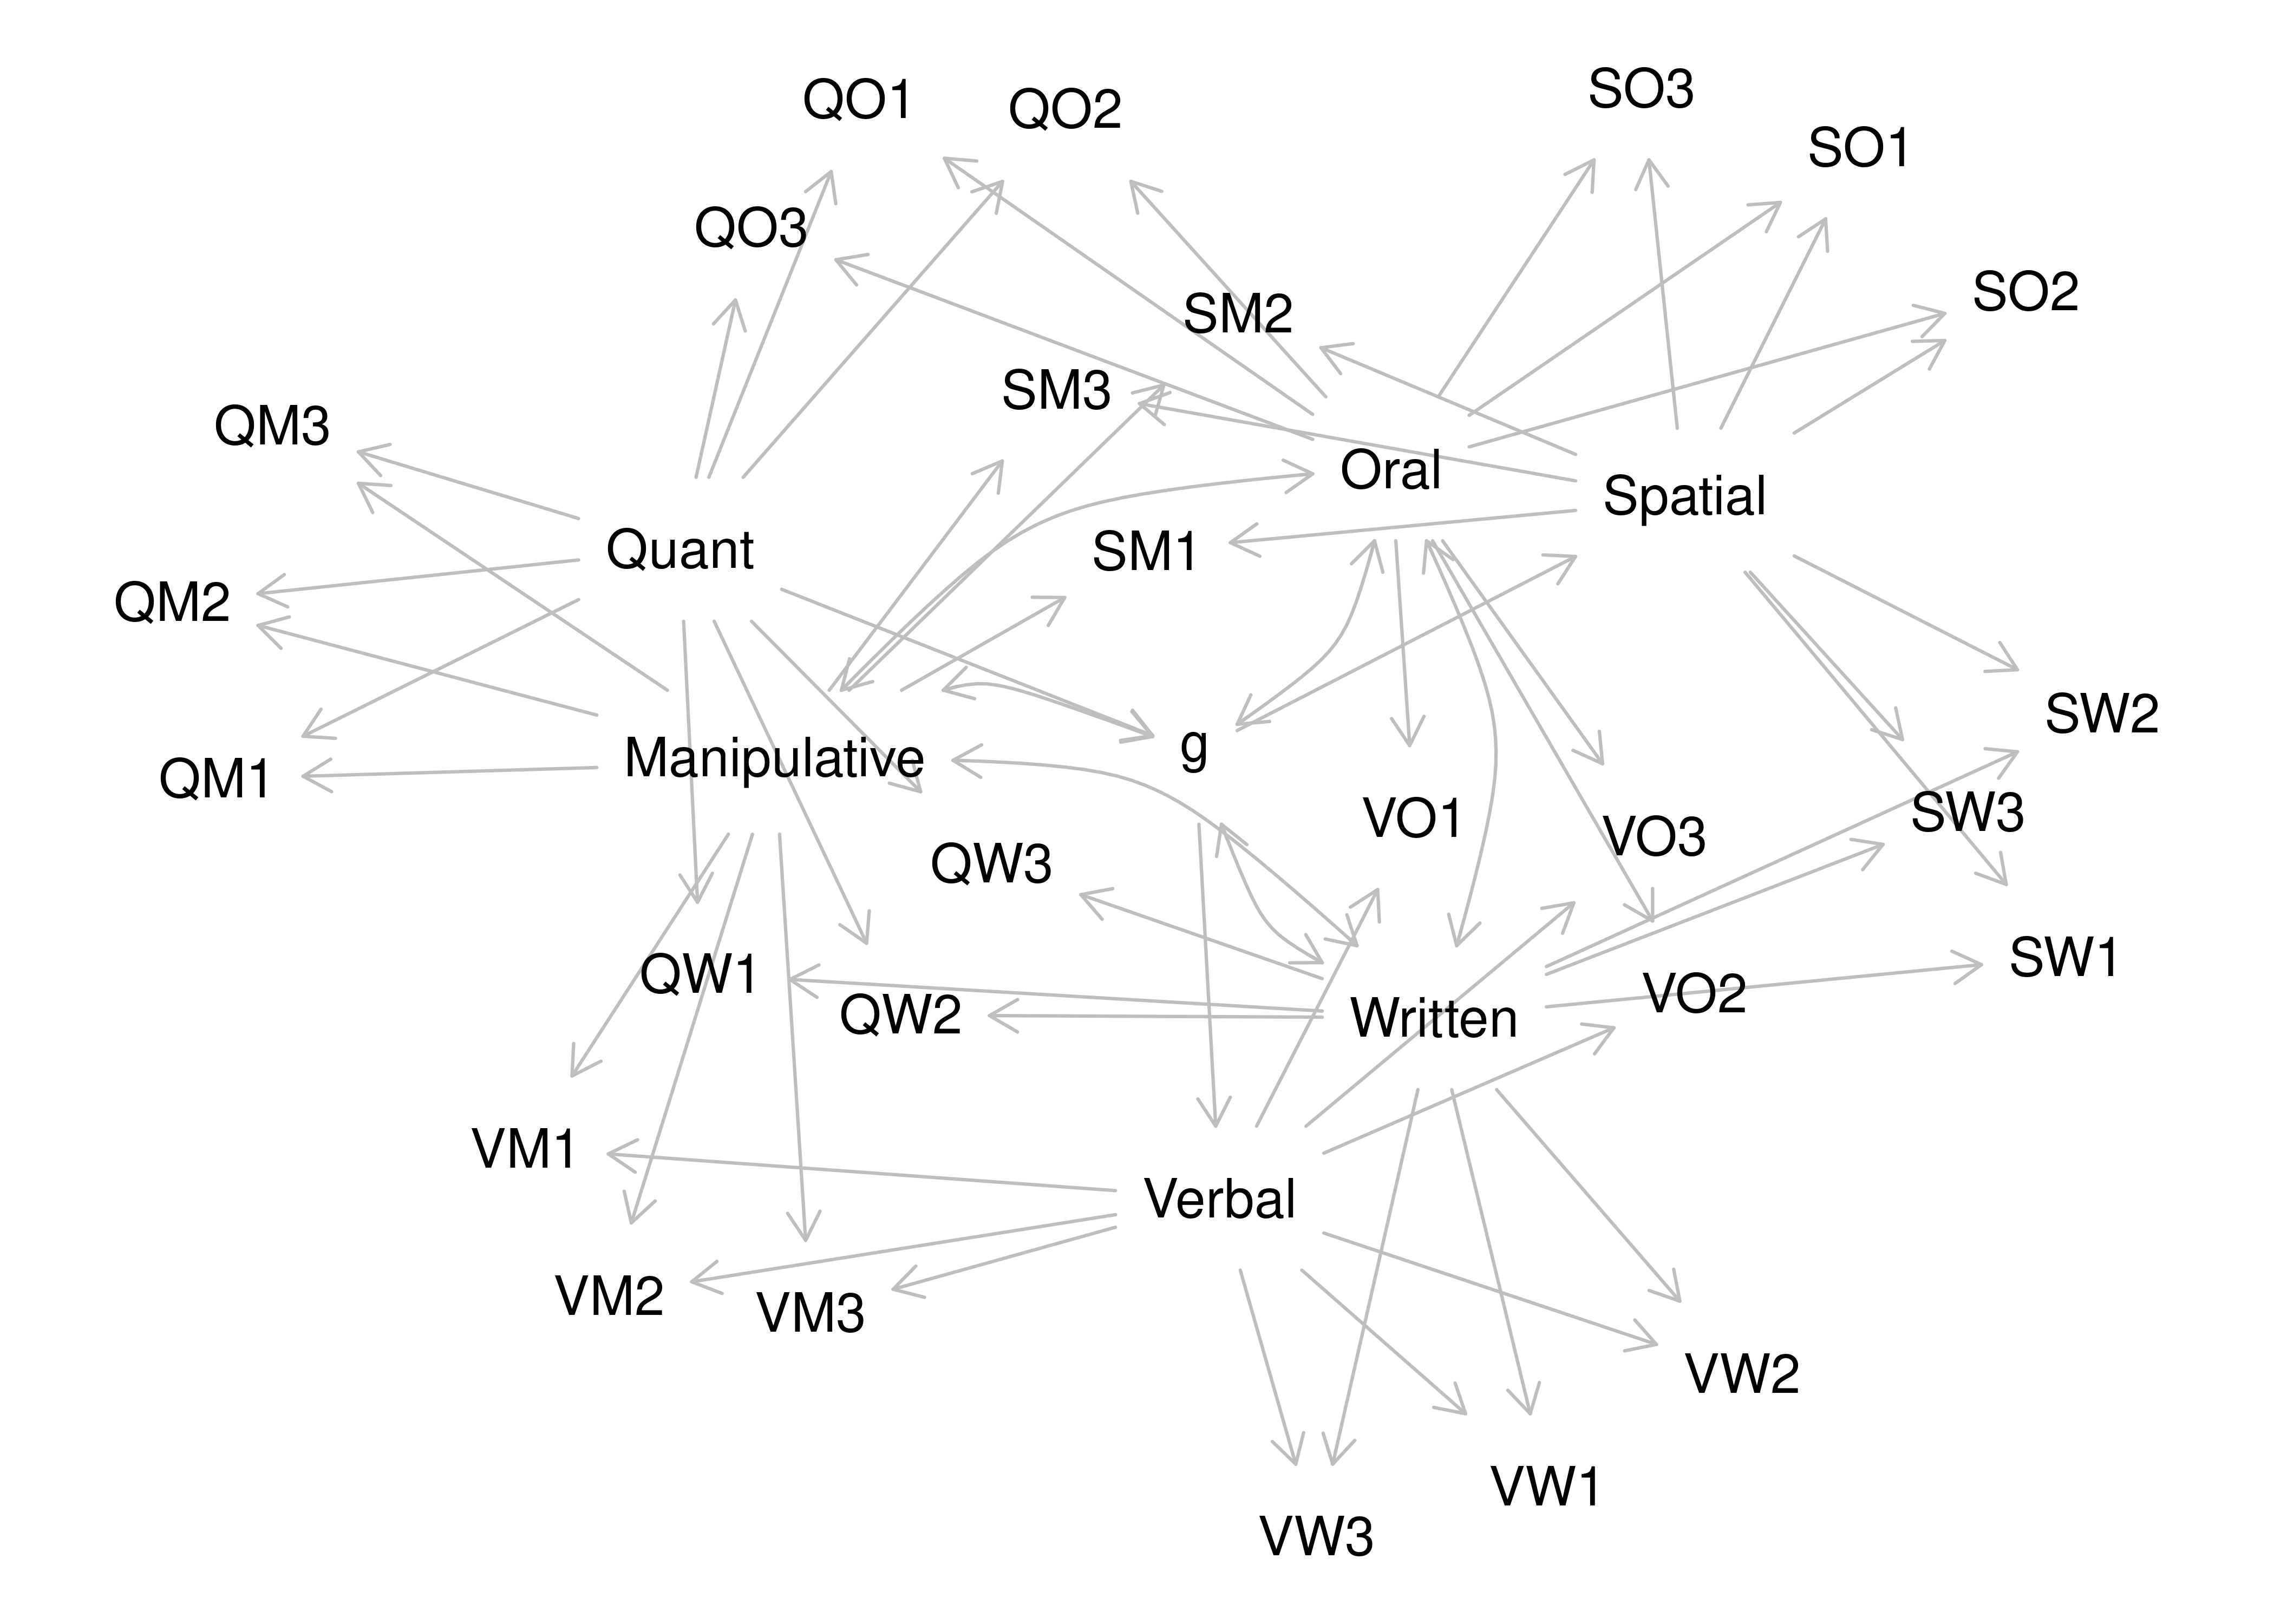 SO3
QO1
QO2
SO1
QO3
SO2
SM2
SM3
QM3
Oral
Spatial
Quant
SM1
QM2
SW2
g
Manipulative
QM1
SW3
VO1
VO3
QW3
SW1
QW1
VO2
QW2
Written
VM1
Verbal
VM2
VM3
VW2
VW1
VW3